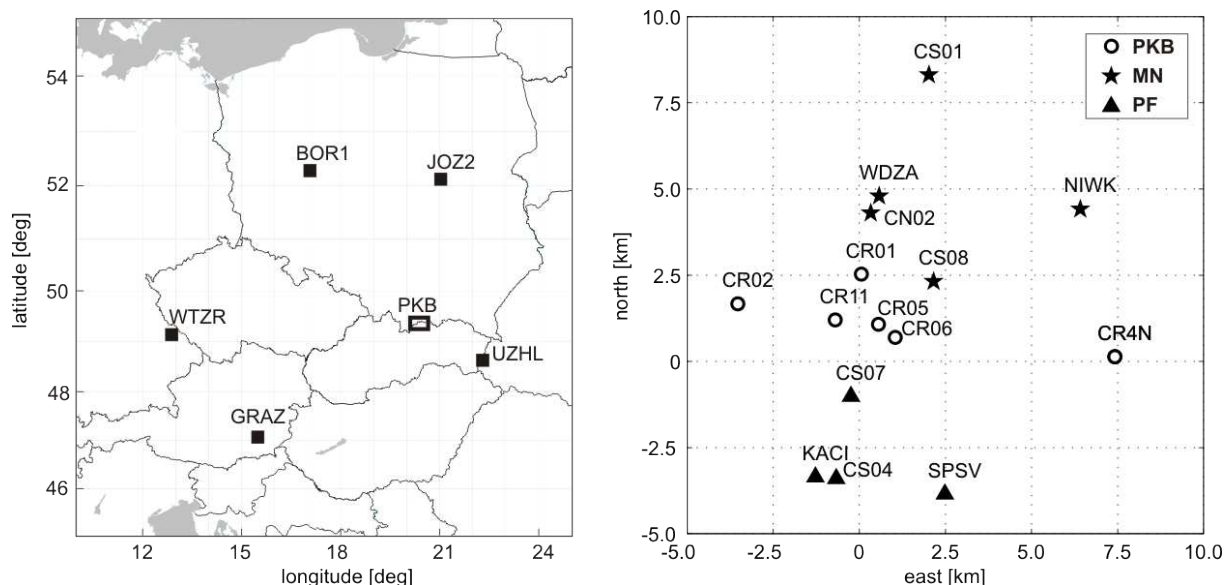 54
52
50
48
46
latitude [deg]
BOR1
JOZ2
PKB
WTZR
UZHL
GRAZ
12
15
18
21
24
longitude [deg]
10.0
7.5
5.0
2.5
0
-2.5
-5.0
north [km]
CS01
PKB
MN
PF
WDZA
NIWK
CN02
CR01
CS08
CR02
CR11
CR05
CR06
CR4N
CS07
KACI
CS04
SPSV
-5.0
-2.5
0
2.5
5.0
7.5
10.0
east [km]